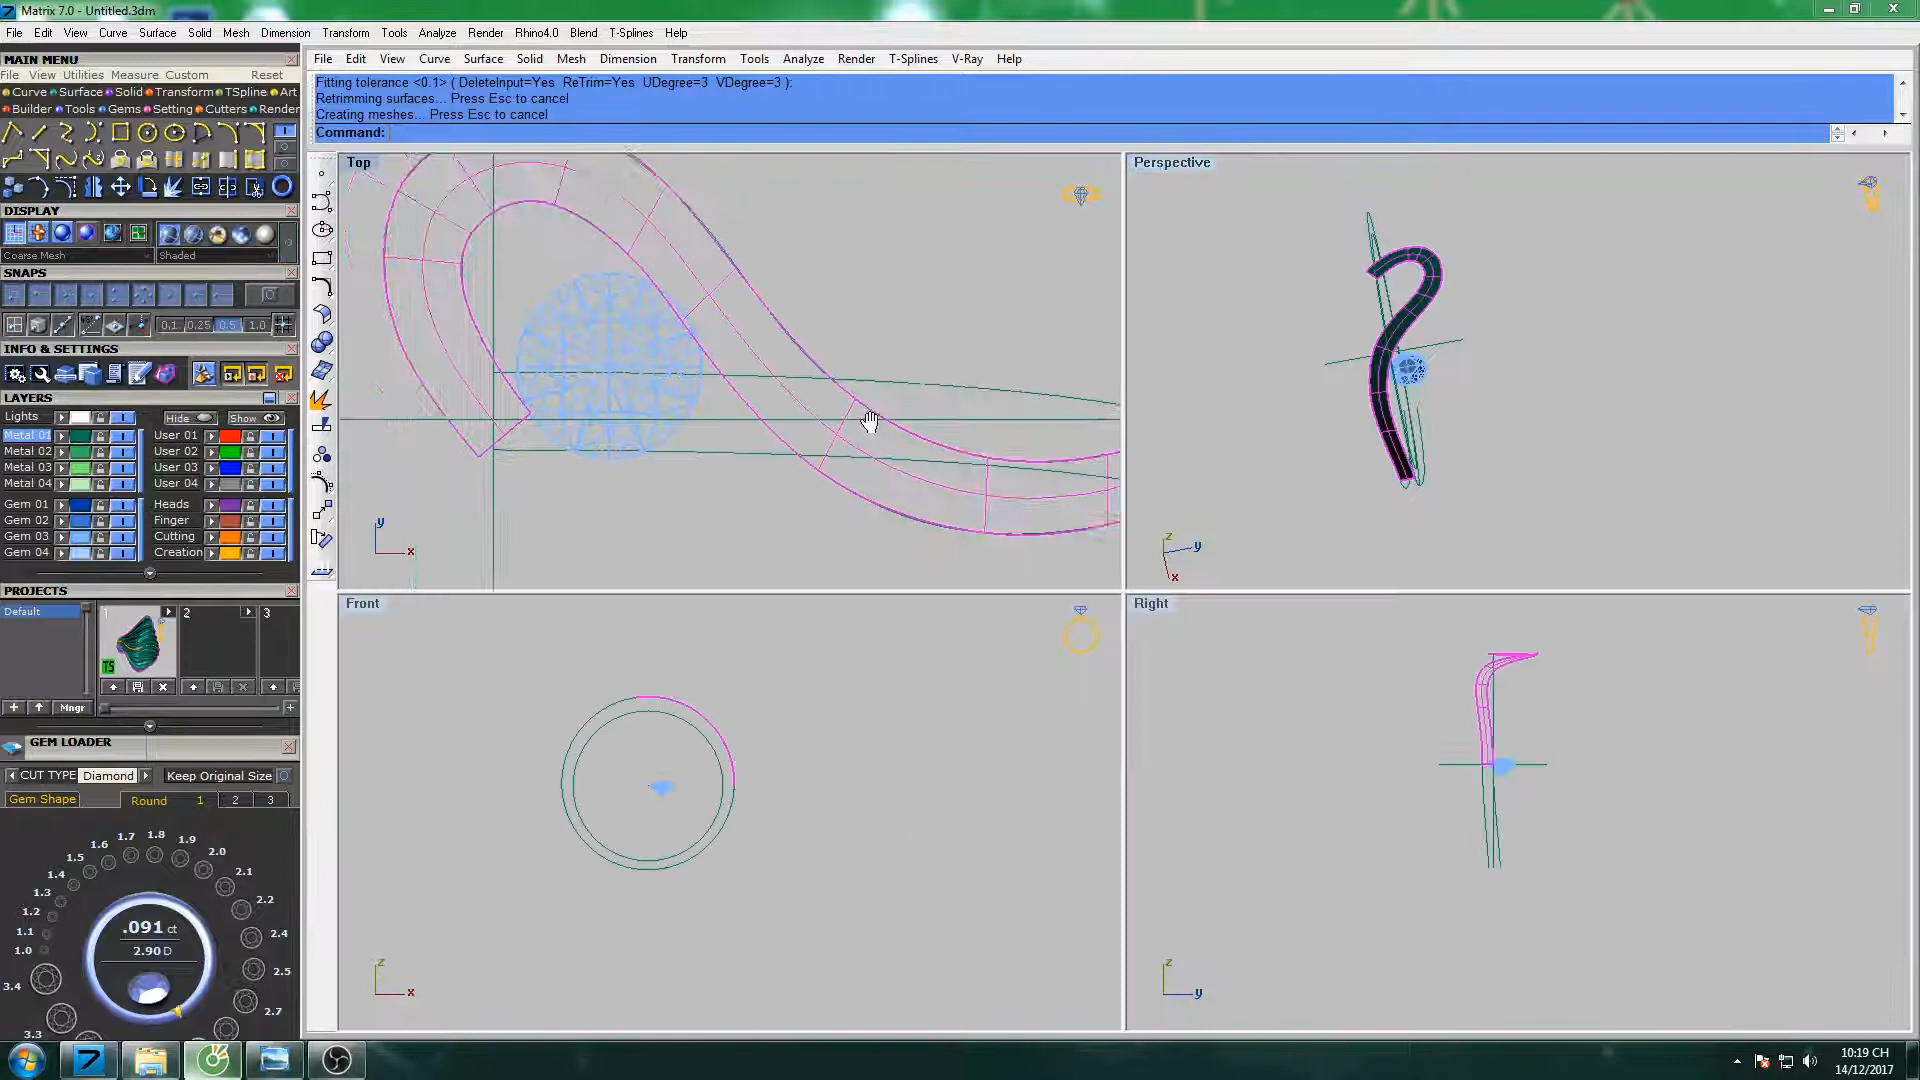 Matrix 7.0 - Untitled.3dm
File Edit View Curve Surface Solid Mesh Dimension Transform Tools Analyze Render Rhino4.0 Blend T-Splines Help
MAIN MENU
File View Utilities Measure Custom Reset
Curve Surface Solid Transform TSpline Art
Builder Tools Gems Setting Cutters Render
File Edit View Curve Surface Solid Mesh Dimension Transform Tools Analyze Render T-Splines V-Ray Help
Fitting tolerance <0.1> ( DeleteInput=Yes ReTrim=Yes UDegree=3 VDegree=3 ):
Retrimming surfaces... Press Esc to cancel
Creating meshes... Press Esc to cancel
Command:
DISPLAY
Coarse Mesh Shaded
SNAPS
0.1 0.25 0.5 1.0
INFO & SETTINGS
LAYERS
Lights Hide Show
Metal 01 User 01
Metal 02 User 02
Metal 03 User 03
Metal 04 User 04
Gem 01 Heads
Gem 02 Finger
Gem 03 Cutting
Gem 04 Creation
PROJECTS
Default 1 2 3
TS
+ Mngr +
GEM LOADER
CUT TYPE Diamond Keep Original Size
Gem Shape Round 1 2 3
1.0
1.1
1.2
1.3
1.4
1.5
1.6
1.7
1.8
1.9
2.0
2.1
2.2
2.4
2.5
2.7
3.3
3.4
.091 ct
2.90 D
Top
y
x
Perspective
z
y
x
Front
z
x
Right
z
y
10:19 CH
14/12/2017